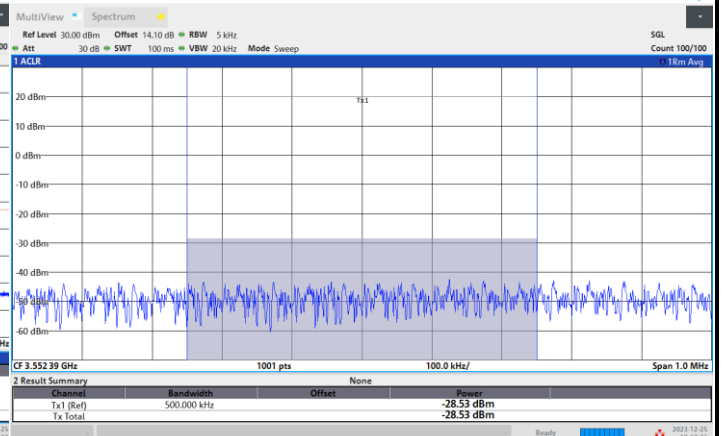 MultiView Spectrum
Ref Level 30.00 dBm Offset 14.10 dB RBW 5 kHz SGL
Att 30 dB SWT 100 ms VBW 20 kHz Mode Sweep Count 100/100
1 ACLR 1Rm Avg
Tx1
20 dBm
10 dBm
0 dBm
-10 dBm
-20 dBm
-30 dBm
-40 dBm
-50 dBm
-60 dBm
CF 3.552 39 GHz 1001 pts 100.0 kHz/ Span 1.0 MHz
2 Result Summary None
Channel Bandwidth Offset Power
Tx1 (Ref) 500.000 kHz -28.53 dBm
Tx Total -28.53 dBm
Ready 2023-12-25